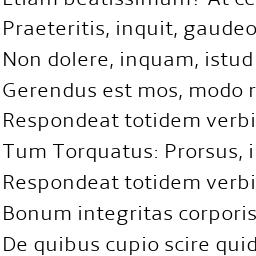 Etiam beatissimum? At ce
Praeteritis, inquit, gaudeo
Non dolere, inquam, istud
Gerendus est mos, modo r
Respondeat totidem verbi
Tum Torquatus: Prorsus, i
Respondeat totidem verbi
Bonum integritas corporis
De quibus cupio scire quid